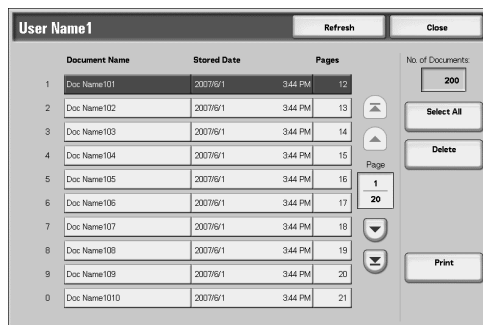 User Name1 Refresh Close
Document Name Stored Date Pages No. of Documents:
200
1 Doc Name101 2007/6/1 3:44 PM 12
2 Doc Name102 2007/6/1 3:44 PM 13
Select All
3 Doc Name103 2007/6/1 3:44 PM 14
4 Doc Name104 2007/6/1 3:44 PM 15
Delete
Page
5 Doc Name105 2007/6/1 3:44 PM 16
1
6 Doc Name106 2007/6/1 3:44 PM 17
20
7 Doc Name107 2007/6/1 3:44 PM 18
8 Doc Name108 2007/6/1 3:44 PM 19
Print
9 Doc Name109 2007/6/1 3:44 PM 20
0 Doc Name1010 2007/6/1 3:44 PM 21